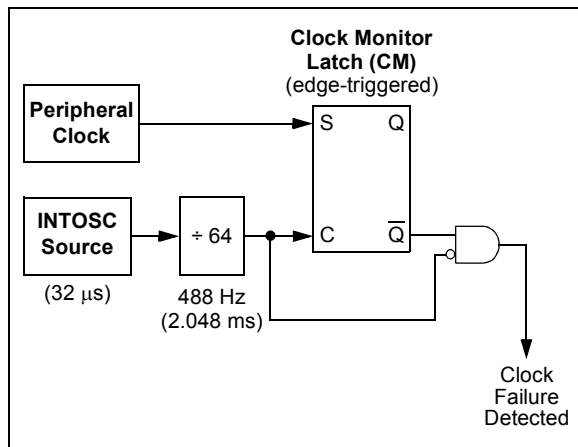 Clock Monitor
Latch (CM)
(edge-triggered)
Peripheral
Clock
S
Q
INTOSC
Source
÷ 64
C
Q̅
(32 μs)
488 Hz
(2.048 ms)
Clock
Failure
Detected